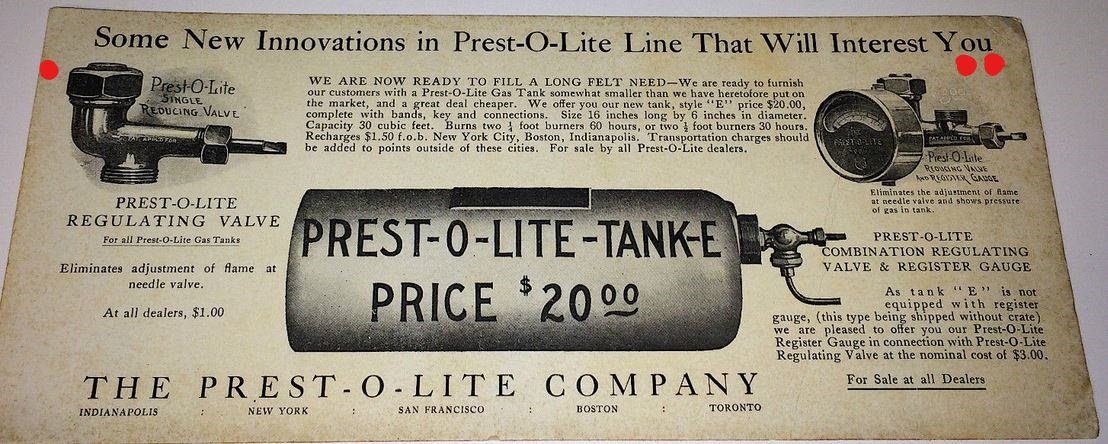 Some New Innovations in Prest-O-Lite Line That Will Interest You
Prest-O-Lite
SINGLE
REDUCING VALVE
WE ARE NOW READY TO FILL A LONG FELT NEED—We are ready to furnish
our customers with a Prest-O-Lite Gas Tank somewhat smaller than we have heretofore put on
the market, and a great deal cheaper. We offer you our new tank, style "E" price $20.00,
complete with bands, key and connections. Size 16 inches long by 6 inches in diameter.
Capacity 30 cubic feet. Burns two ¼ foot burners 60 hours, or two ½ foot burners 30 hours.
Recharges $1.50 f.o.b. New York City, Boston, Indianapolis. Transportation charges should
be added to points outside of these cities. For sale by all Prest-O-Lite dealers.
PREST-O-LITE
Prest-O-Lite
REDUCING VALVE
AND REGISTER GAUGE
Eliminates the adjustment of flame
at needle valve and shows pressure
of gas in tank.
PREST-O-LITE
REGULATING VALVE
For all Prest-O-Lite Gas Tanks
Eliminates adjustment of flame at
needle valve.
At all dealers, $1.00
PREST-O-LITE-TANK-E
PRICE $2000
PREST-O-LITE
COMBINATION REGULATING
VALVE & REGISTER GAUGE
As tank "E" is not
equipped with register
gauge, (this type being shipped without crate)
we are pleased to offer you our Prest-O-Lite
Register Gauge in connection with Prest-O-Lite
Regulating Valve at the nominal cost of $3.00.
For Sale at all Dealers
THE PREST-O-LITE COMPANY
INDIANAPOLIS : NEW YORK : SAN FRANCISCO : BOSTON : TORONTO